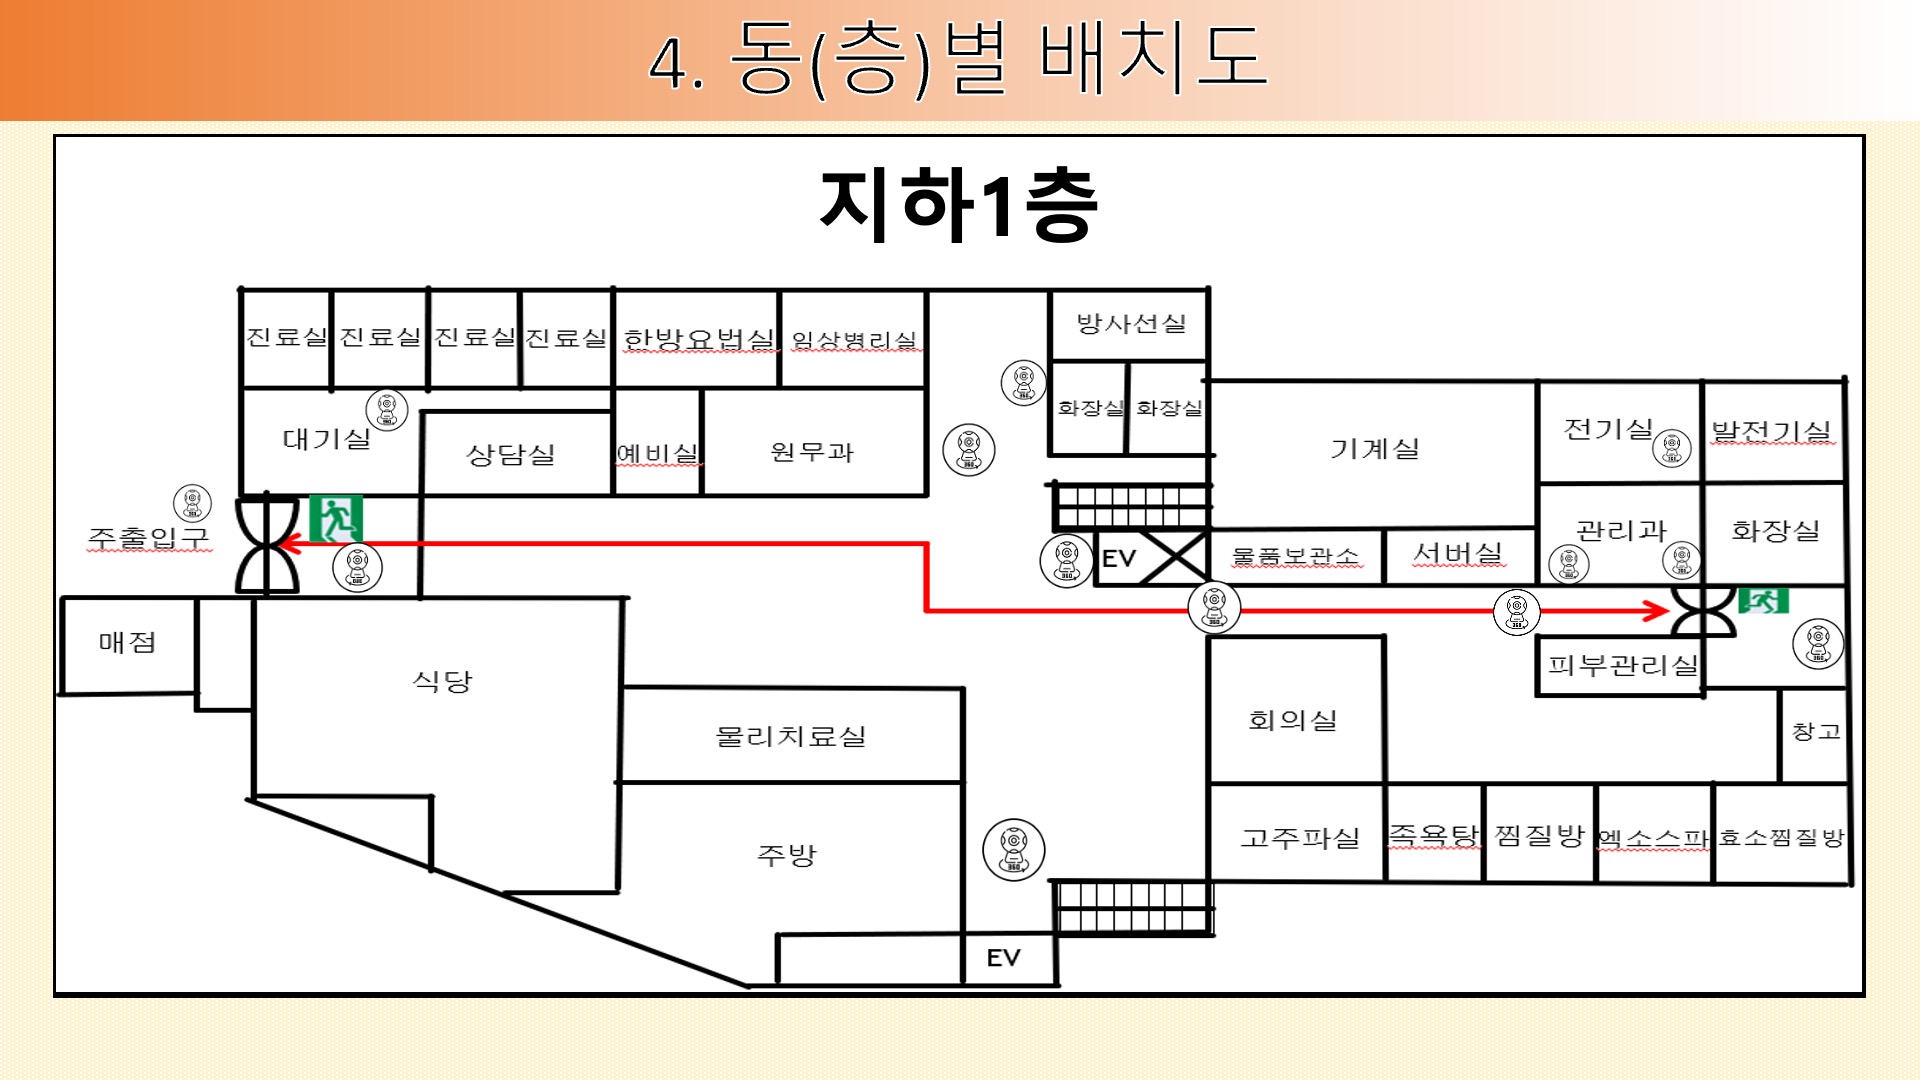 4. 동(층)별 배치도
지하1층
진료실 진료실 진료실 진료실 한방요법실 임상병리실 방사선실
대기실 상담실 예비실 원무과 화장실 화장실
기계실 전기실 발전기실
주출입구 EV 물품보관소 서버실 관리과 화장실
매점 식당 피부관리실
물리치료실 회의실 창고
주방 고주파실 족욕탕 찜질방 엑소스파 효소찜질방
EV